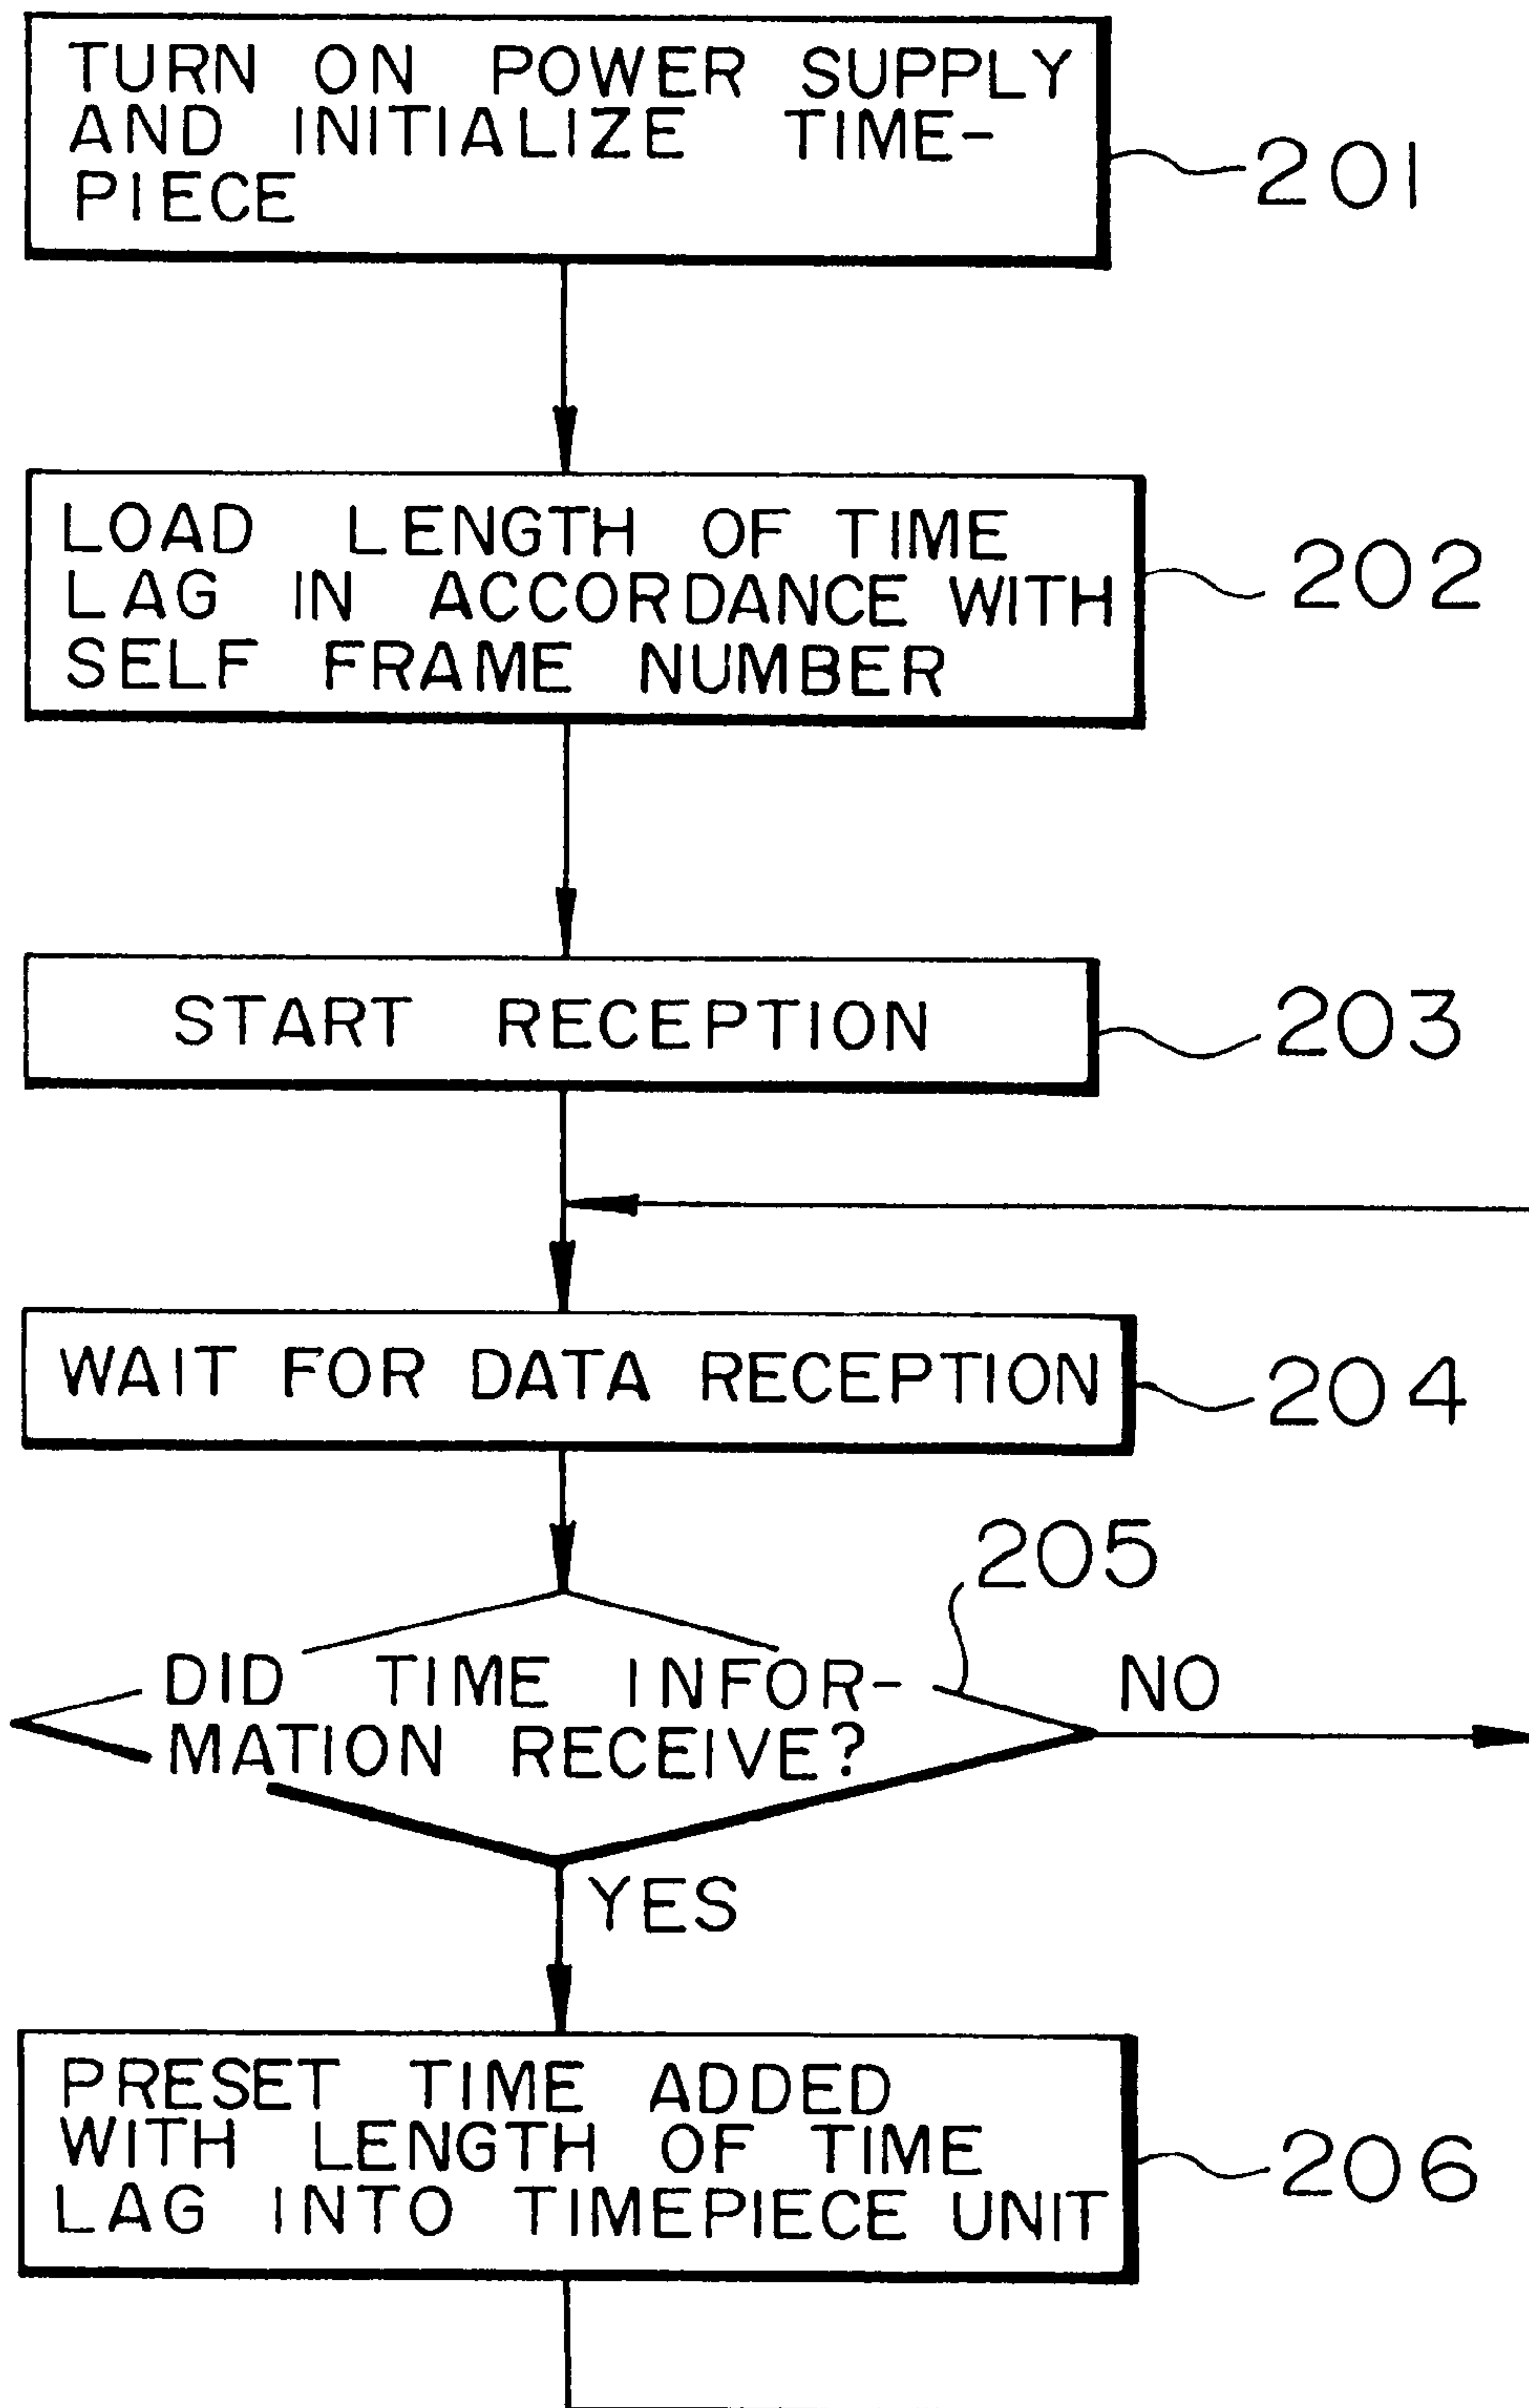 TURN ON POWER SUPPLY
AND INITIALIZE TIME-
PIECE
201
LOAD LENGTH OF TIME
LAG IN ACCORDANCE WITH
SELF FRAME NUMBER
202
START RECEPTION
203
WAIT FOR DATA RECEPTION
204
205
DID TIME INFOR-
MATION RECEIVE?
NO
YES
PRESET TIME ADDED
WITH LENGTH OF TIME
LAG INTO TIMEPIECE UNIT
206